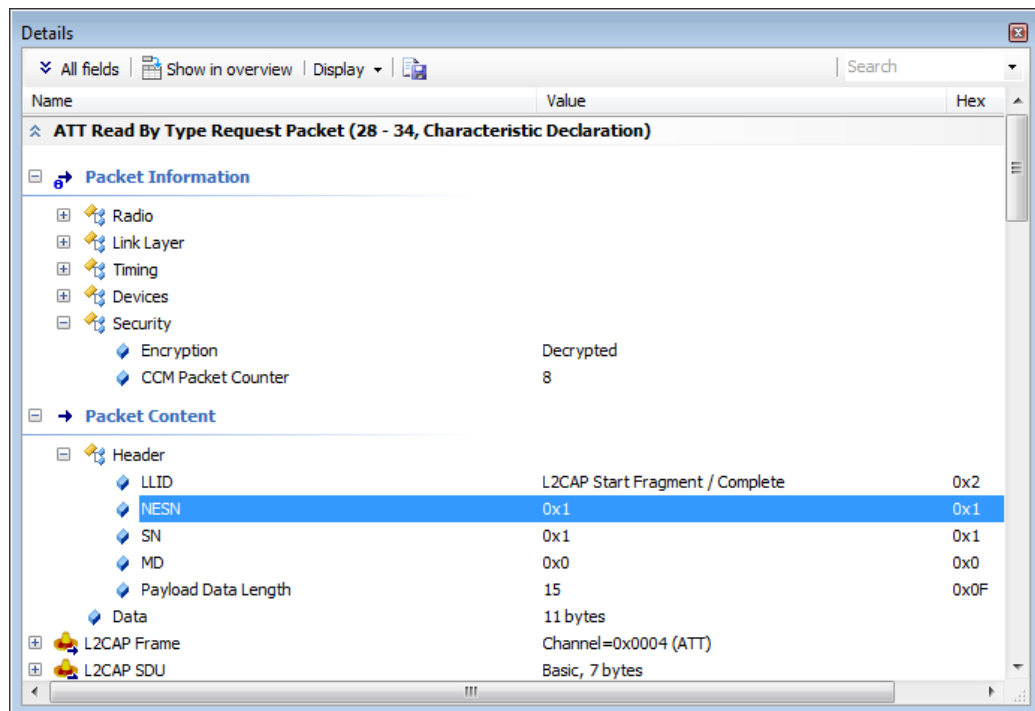 Details
All fields Show in overview Display Search
Name Value Hex
ATT Read By Type Request Packet (28 - 34, Characteristic Declaration)
Packet Information
Radio
Link Layer
Timing
Devices
Security
Encryption Decrypted
CCM Packet Counter 8
Packet Content
Header
LLID L2CAP Start Fragment / Complete 0x2
NESN 0x1 0x1
SN 0x1 0x1
MD 0x0 0x0
Payload Data Length 15 0x0F
Data 11 bytes
L2CAP Frame Channel=0x0004 (ATT)
L2CAP SDU Basic, 7 bytes